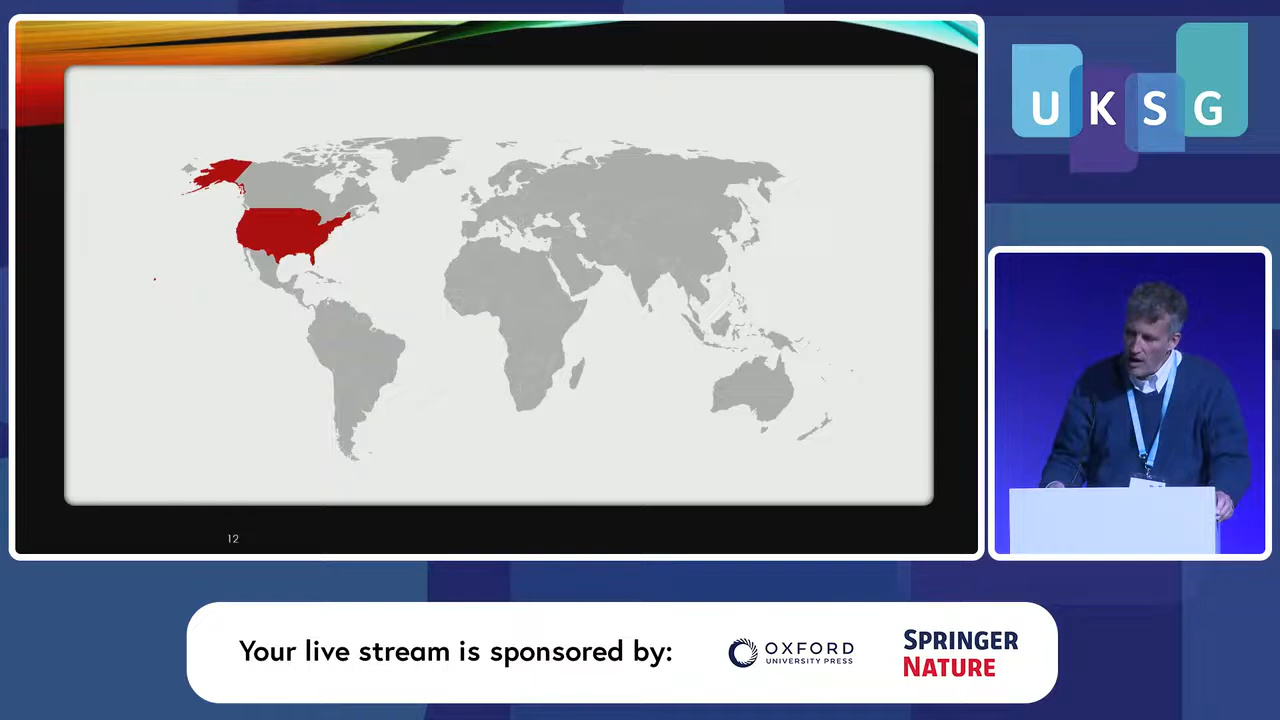 UKSG
12
Your live stream is sponsored by:
OXFORD
UNIVERSITY PRESS
SPRINGER
NATURE